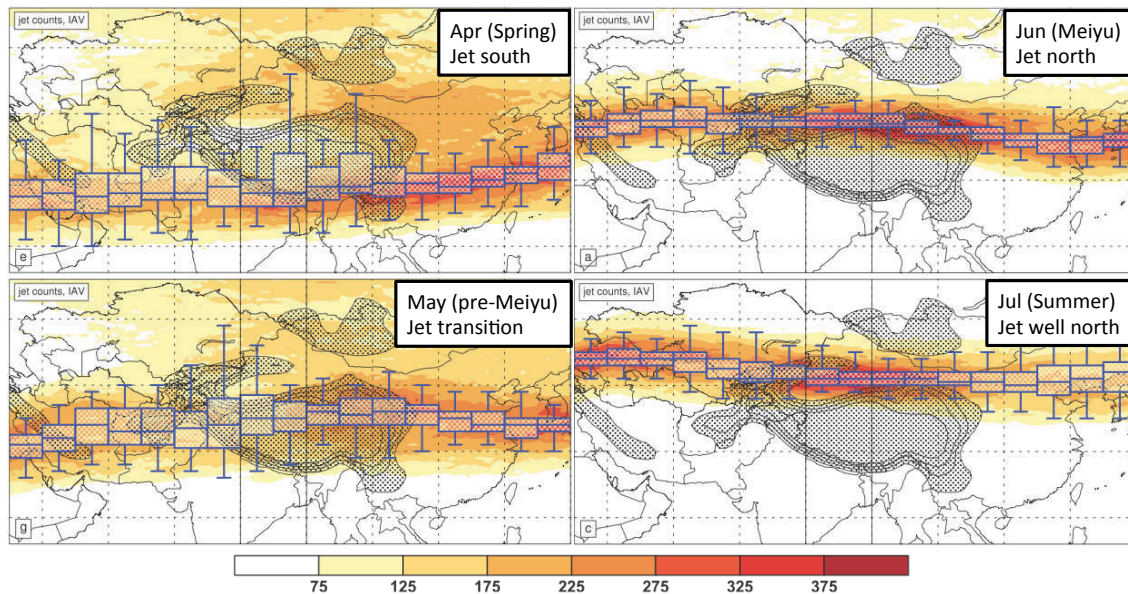 jet counts, IAV
Apr (Spring)
Jet south
e
jet counts, IAV
Jun (Meiyu)
Jet north
a
jet counts, IAV
May (pre-Meiyu)
Jet transition
g
jet counts, IAV
Jul (Summer)
Jet well north
c
75 125 175 225 275 325 375